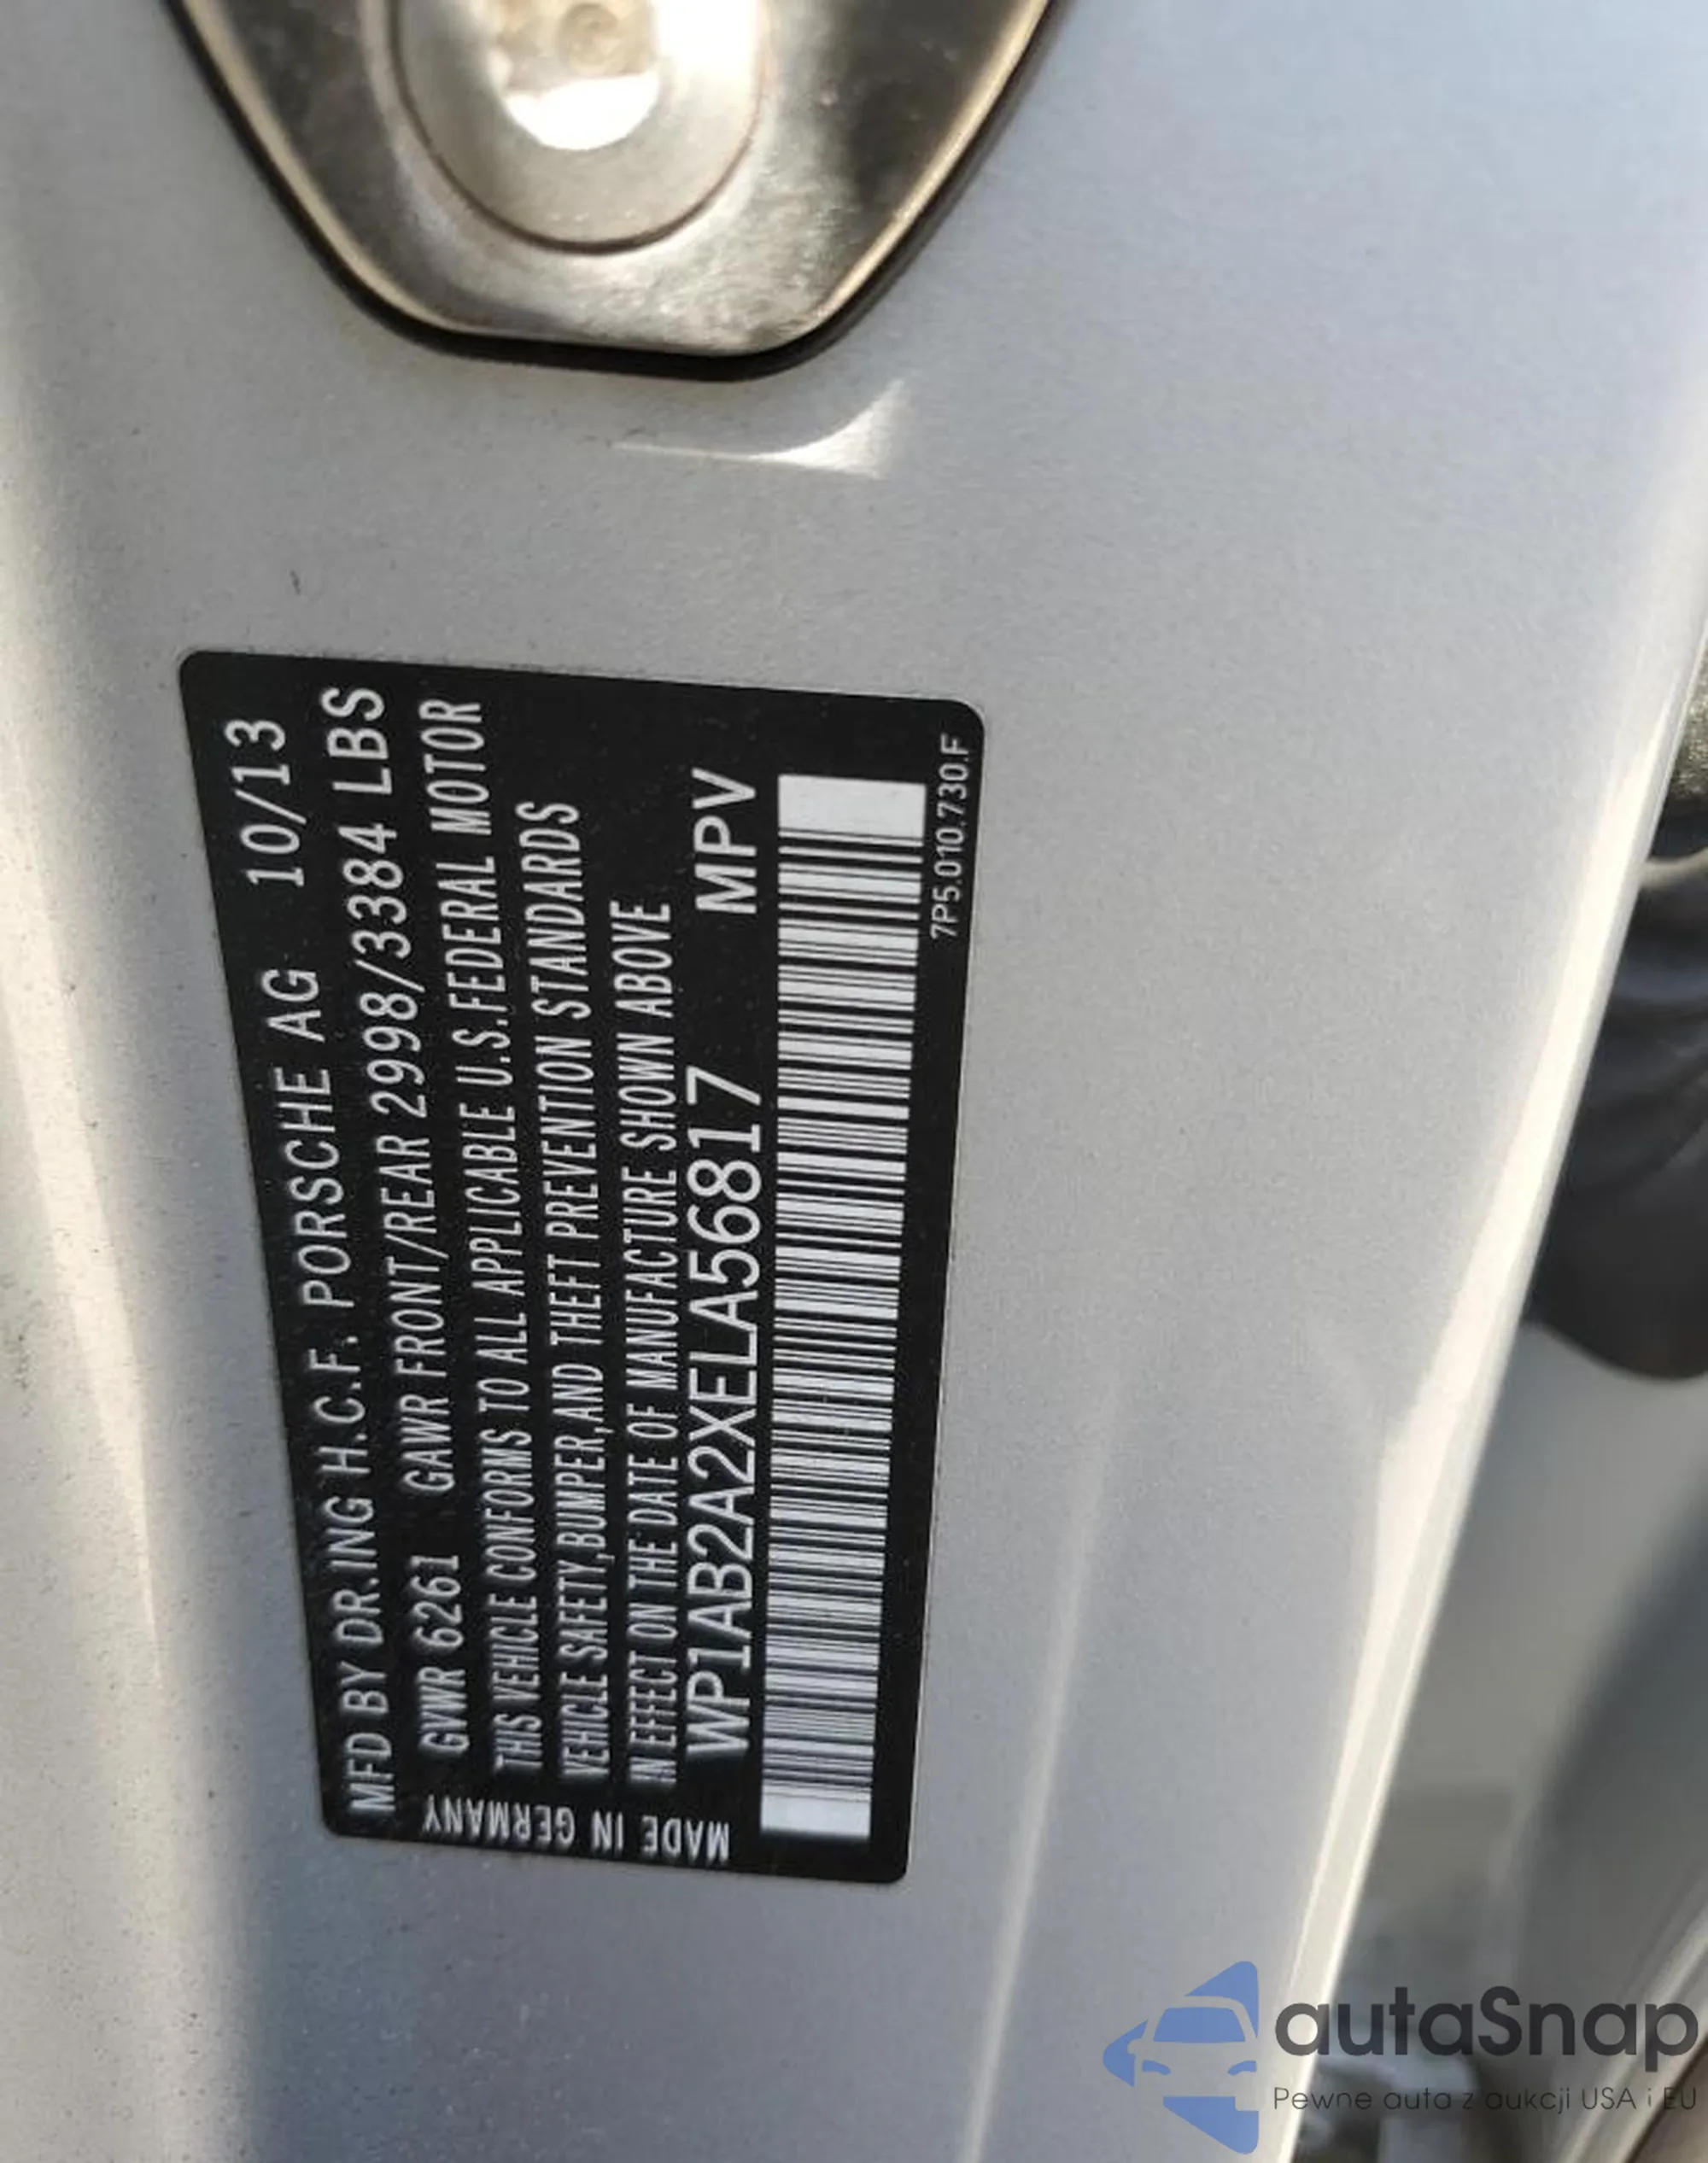 MFD BY DR.ING H.C.F. PORSCHE AG 10/13
GVWR 6261 GAWR FRONT/REAR 2998/3384 LBS
THIS VEHICLE CONFORMS TO ALL APPLICABLE U.S.FEDERAL MOTOR
VEHICLE SAFETY,BUMPER,AND THEFT PREVENTION STANDARDS
IN EFFECT ON THE DATE OF MANUFACTURE SHOWN ABOVE
WP1AB2A2XELA56817 MPV
7P5.010.730.F
MADE IN GERMANY
autaSnap
Pewne auta z aukcji USA i EU